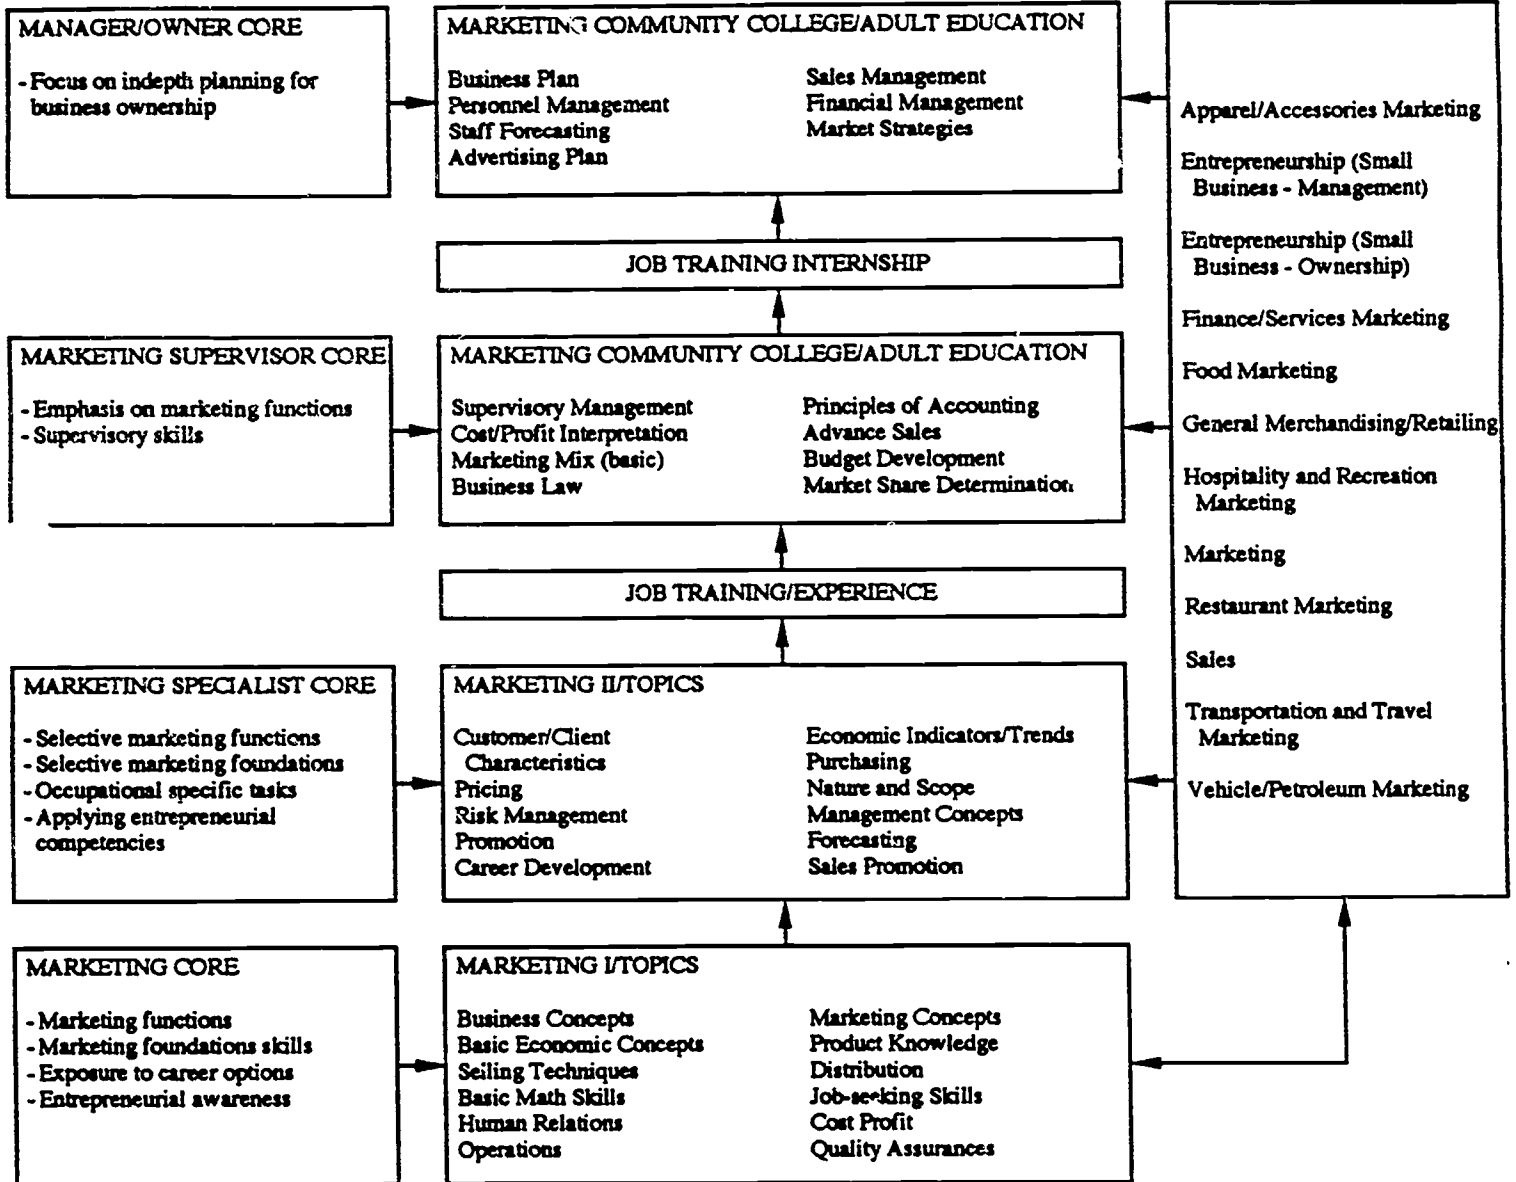 MANAGER/OWNER CORE
- Focus on indepth planning for
business ownership
MARKETING COMMUNITY COLLEGE/ADULT EDUCATION
Business Plan
Personnel Management
Staff Forecasting
Advertising Plan
Sales Management
Financial Management
Market Strategies
JOB TRAINING INTERNSHIP
MARKETING SUPERVISOR CORE
- Emphasis on marketing functions
- Supervisory skills
MARKETING COMMUNITY COLLEGE/ADULT EDUCATION
Supervisory Management
Cost/Profit Interpretation
Marketing Mix (basic)
Business Law
Principles of Accounting
Advance Sales
Budget Development
Market Share Determination
JOB TRAINING/EXPERIENCE
MARKETING SPECIALIST CORE
- Selective marketing functions
- Selective marketing foundations
- Occupational specific tasks
- Applying entrepreneurial
competencies
MARKETING II/TOPICS
Customer/Client
Characteristics
Pricing
Risk Management
Promotion
Career Development
Economic Indicators/Trends
Purchasing
Nature and Scope
Management Concepts
Forecasting
Sales Promotion
MARKETING CORE
- Marketing functions
- Marketing foundations skills
- Exposure to career options
- Entrepreneurial awareness
MARKETING I/TOPICS
Business Concepts
Basic Economic Concepts
Selling Techniques
Basic Math Skills
Human Relations
Operations
Marketing Concepts
Product Knowledge
Distribution
Job-seeking Skills
Cost Profit
Quality Assurances
Apparel/Accessories Marketing
Entrepreneurship (Small
Business - Management)
Entrepreneurship (Small
Business - Ownership)
Finance/Services Marketing
Food Marketing
General Merchandising/Retailing
Hospitality and Recreation
Marketing
Marketing
Restaurant Marketing
Sales
Transportation and Travel
Marketing
Vehicle/Petroleum Marketing